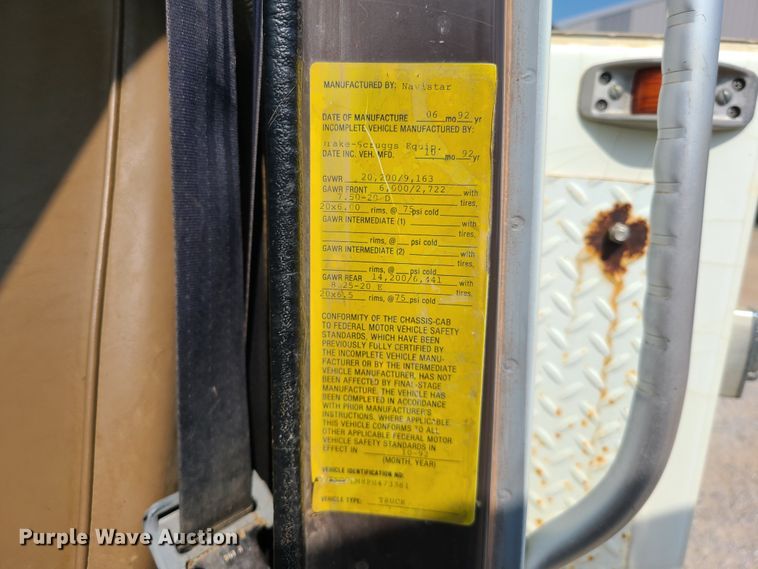 MANUFACTURED BY: Navistar
DATE OF MANUFACTURE 06 mo 92 yr
INCOMPLETE VEHICLE MANUFACTURED BY:
Drake-Scruggs Equip.
DATE INC. VEH. MFD. 10 mo 92 yr
GVWR 20,200/9,163
GAWR FRONT 6,000/2,722 with
7.50-20 D tires,
20x6.00 rims, @ 75 psi cold
GAWR INTERMEDIATE (1) with
tires,
rims, @ psi cold
GAWR INTERMEDIATE (2) with
tires,
rims, @ psi cold
GAWR REAR 14,200/6,441 with
8.25-20 E tires,
20x6.5 rims, @ 75 psi cold
CONFORMITY OF THE CHASSIS-CAB
TO FEDERAL MOTOR VEHICLE SAFETY
STANDARDS, WHICH HAVE BEEN
PREVIOUSLY FULLY CERTIFIED BY
THE INCOMPLETE VEHICLE MANU-
FACTURER OR BY THE INTERMEDIATE
VEHICLE MANUFACTURER, HAS NOT
BEEN AFFECTED BY FINAL-STAGE
MANUFACTURE. THE VEHICLE HAS
BEEN COMPLETED IN ACCORDANCE
WITH PRIOR MANUFACTURER'S
INSTRUCTIONS, WHERE APPLICABLE
THIS VEHICLE CONFORMS TO ALL
OTHER APPLICABLE FEDERAL MOTOR
VEHICLE SAFETY STANDARDS IN
EFFECT IN 10-92
(MONTH, YEAR)
VEHICLE IDENTIFICATION NO:
VEHICLE TYPE: TRUCK
Purple Wave Auction
purplewave.com